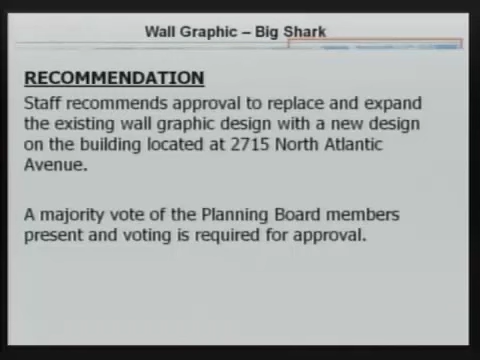 Wall Graphic – Big Shark
RECOMMENDATION
Staff recommends approval to replace and expand
the existing wall graphic design with a new design
on the building located at 2715 North Atlantic
Avenue.
A majority vote of the Planning Board members
present and voting is required for approval.